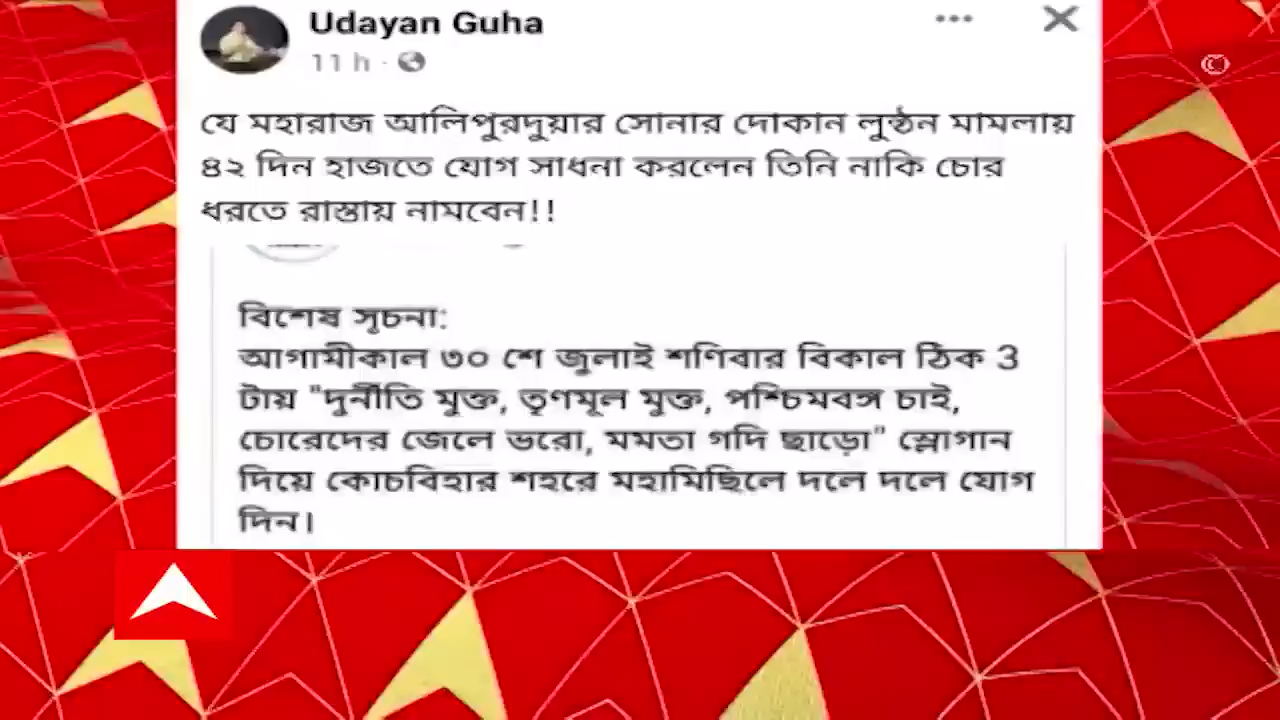 Udayan Guha
11 h ·
যে মহারাজ আলিপুরদুয়ার সোনার দোকান লুন্ঠন মামলায়
৪২ দিন হাজতে যোগ সাধনা করলেন তিনি নাকি চোর
ধরতে রাস্তায় নামবেন!!
বিশেষ সূচনা:
আগামীকাল ৩০ শে জুলাই শণিবার বিকাল ঠিক 3
টায় "দুর্নীতি মুক্ত, তৃণমূল মুক্ত, পশ্চিমবঙ্গ চাই,
চোরেদের জেলে ভরো, মমতা গদি ছাড়ো" স্লোগান
দিয়ে কোচবিহার শহরে মহামিছিলে দলে দলে যোগ
দিন।